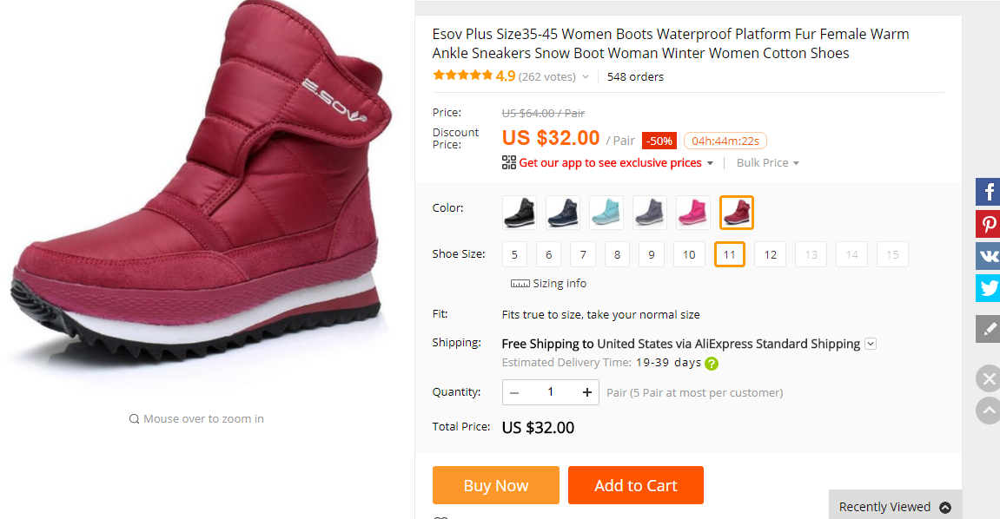 E.SOV
Esov Plus Size35-45 Women Boots Waterproof Platform Fur Female Warm
Ankle Sneakers Snow Boot Woman Winter Women Cotton Shoes
4.9 (262 votes) 548 orders
Price: US $64.00 / Pair
Discount
Price: US $32.00 / Pair -50% 04h:44m:22s
Get our app to see exclusive prices Bulk Price
Color:
Shoe Size: 5 6 7 8 9 10 11 12 13 14 15
Sizing info
Fit: Fits true to size, take your normal size
Shipping: Free Shipping to United States via AliExpress Standard Shipping
Estimated Delivery Time: 19-39 days ?
Quantity: − 1 + Pair (5 Pair at most per customer)
Mouse over to zoom in
Total Price: US $32.00
Buy Now Add to Cart
Recently Viewed